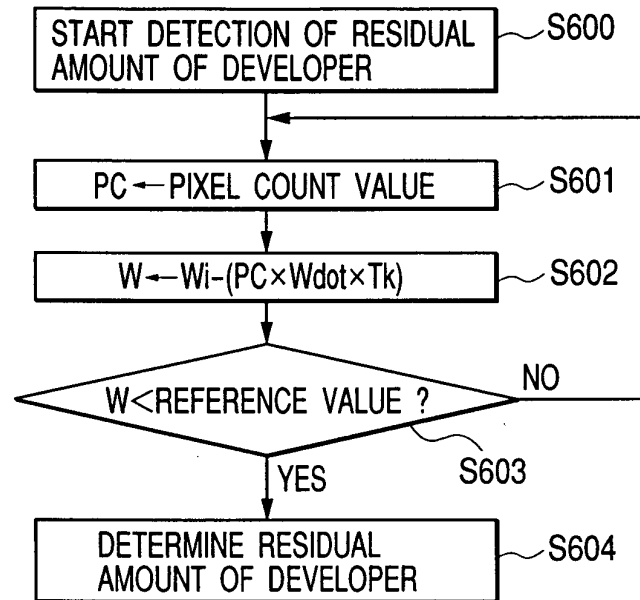 START DETECTION OF RESIDUAL
AMOUNT OF DEVELOPER
S600
PC←PIXEL COUNT VALUE
S601
W←Wi-(PC×Wdot×Tk)
S602
W<REFERENCE VALUE ?
NO
S603
YES
DETERMINE RESIDUAL
AMOUNT OF DEVELOPER
S604